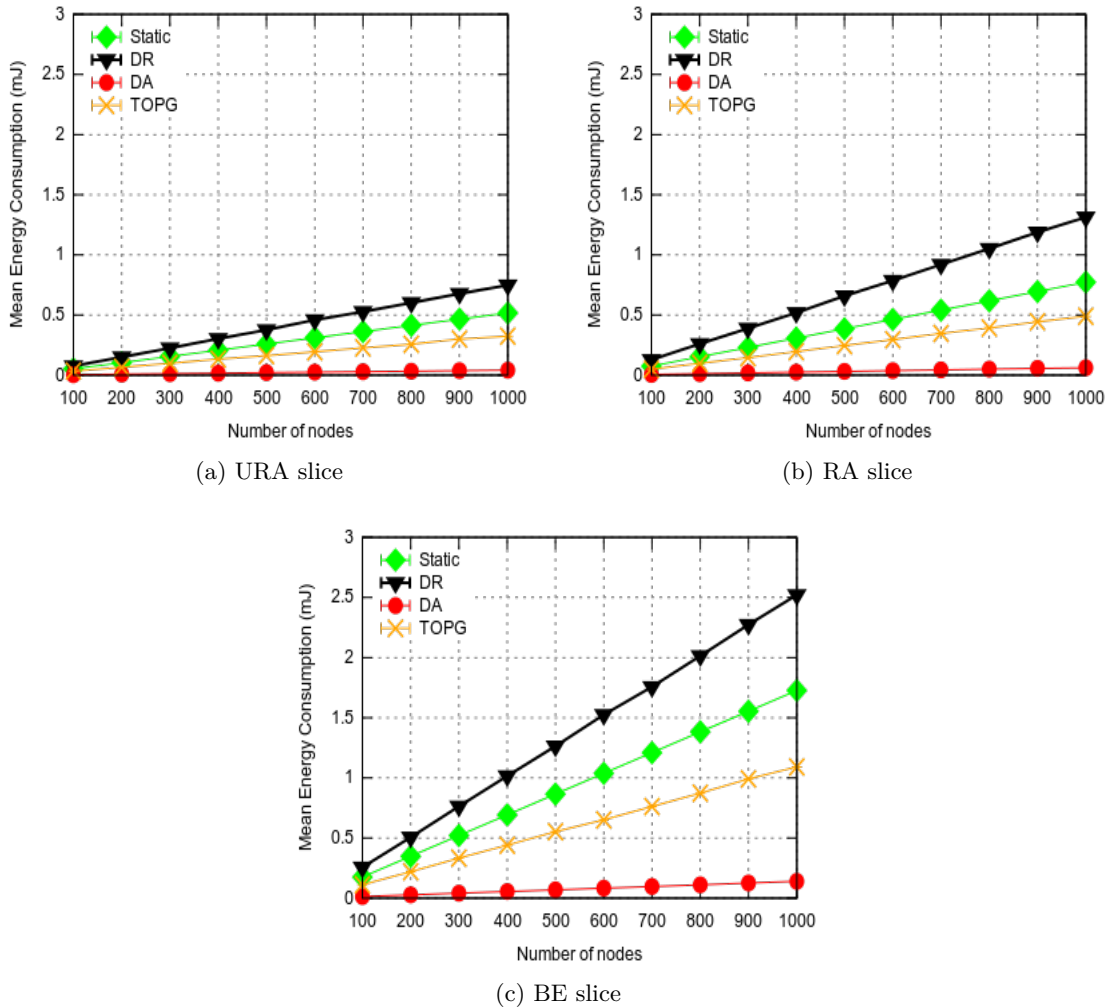 3
2.5
2
1.5
1
0.5
0
Mean Energy Consumption (mJ)
Static
DR
DA
TOPG
100 200 300 400 500 600 700 800 900 1000
Number of nodes
(a) URA slice
3
2.5
2
1.5
1
0.5
0
Mean Energy Consumption (mJ)
Static
DR
DA
TOPG
100 200 300 400 500 600 700 800 900 1000
Number of nodes
(b) RA slice
3
2.5
2
1.5
1
0.5
0
Mean Energy Consumption (mJ)
Static
DR
DA
TOPG
100 200 300 400 500 600 700 800 900 1000
Number of nodes
(c) BE slice